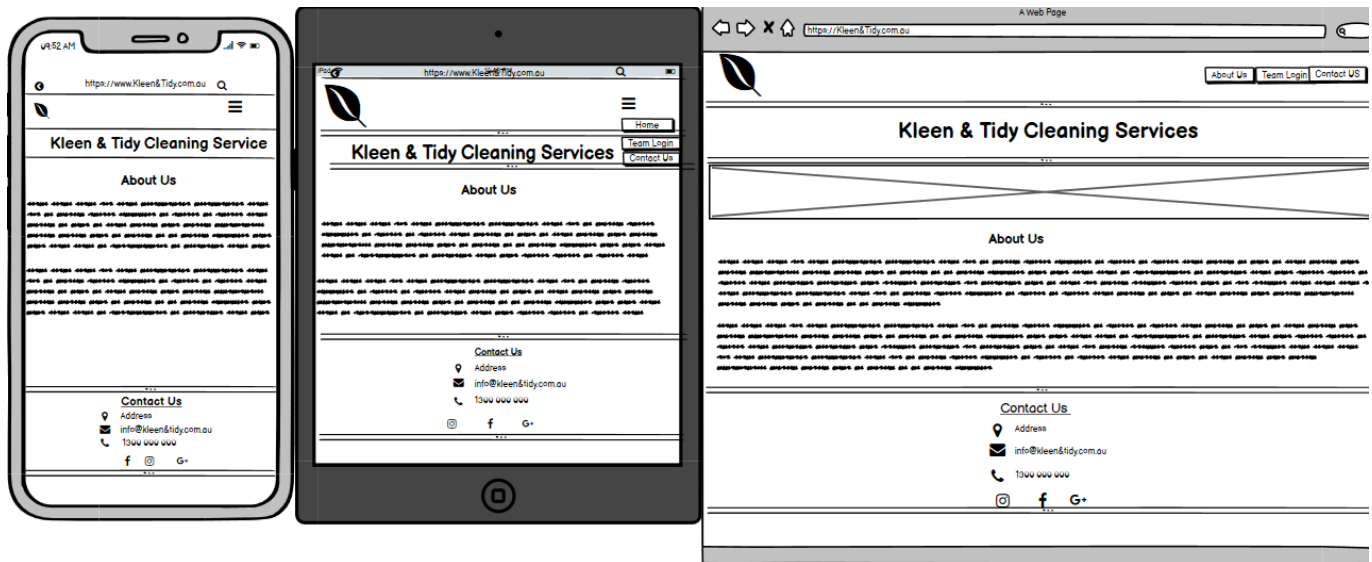 09:52 AM
https://www.Kleen&Tidy.com.au
Kleen & Tidy Cleaning Service
About Us
Contact Us
Address
info@kleen&tidy.com.au
1300 000 000
G+
iPod
https://www.Kleen&Tidy.com.au
Home
Team Login
Contact Us
Kleen & Tidy Cleaning Services
About Us
Contact Us
Address
info@kleen&tidy.com.au
1300 000 000
G+
A Web Page
https://Kleen&Tidy.com.au
About Us
Team Login
Contact US
Kleen & Tidy Cleaning Services
About Us
Contact Us
Address
info@kleen&tidy.com.au
1300 000 000
G+